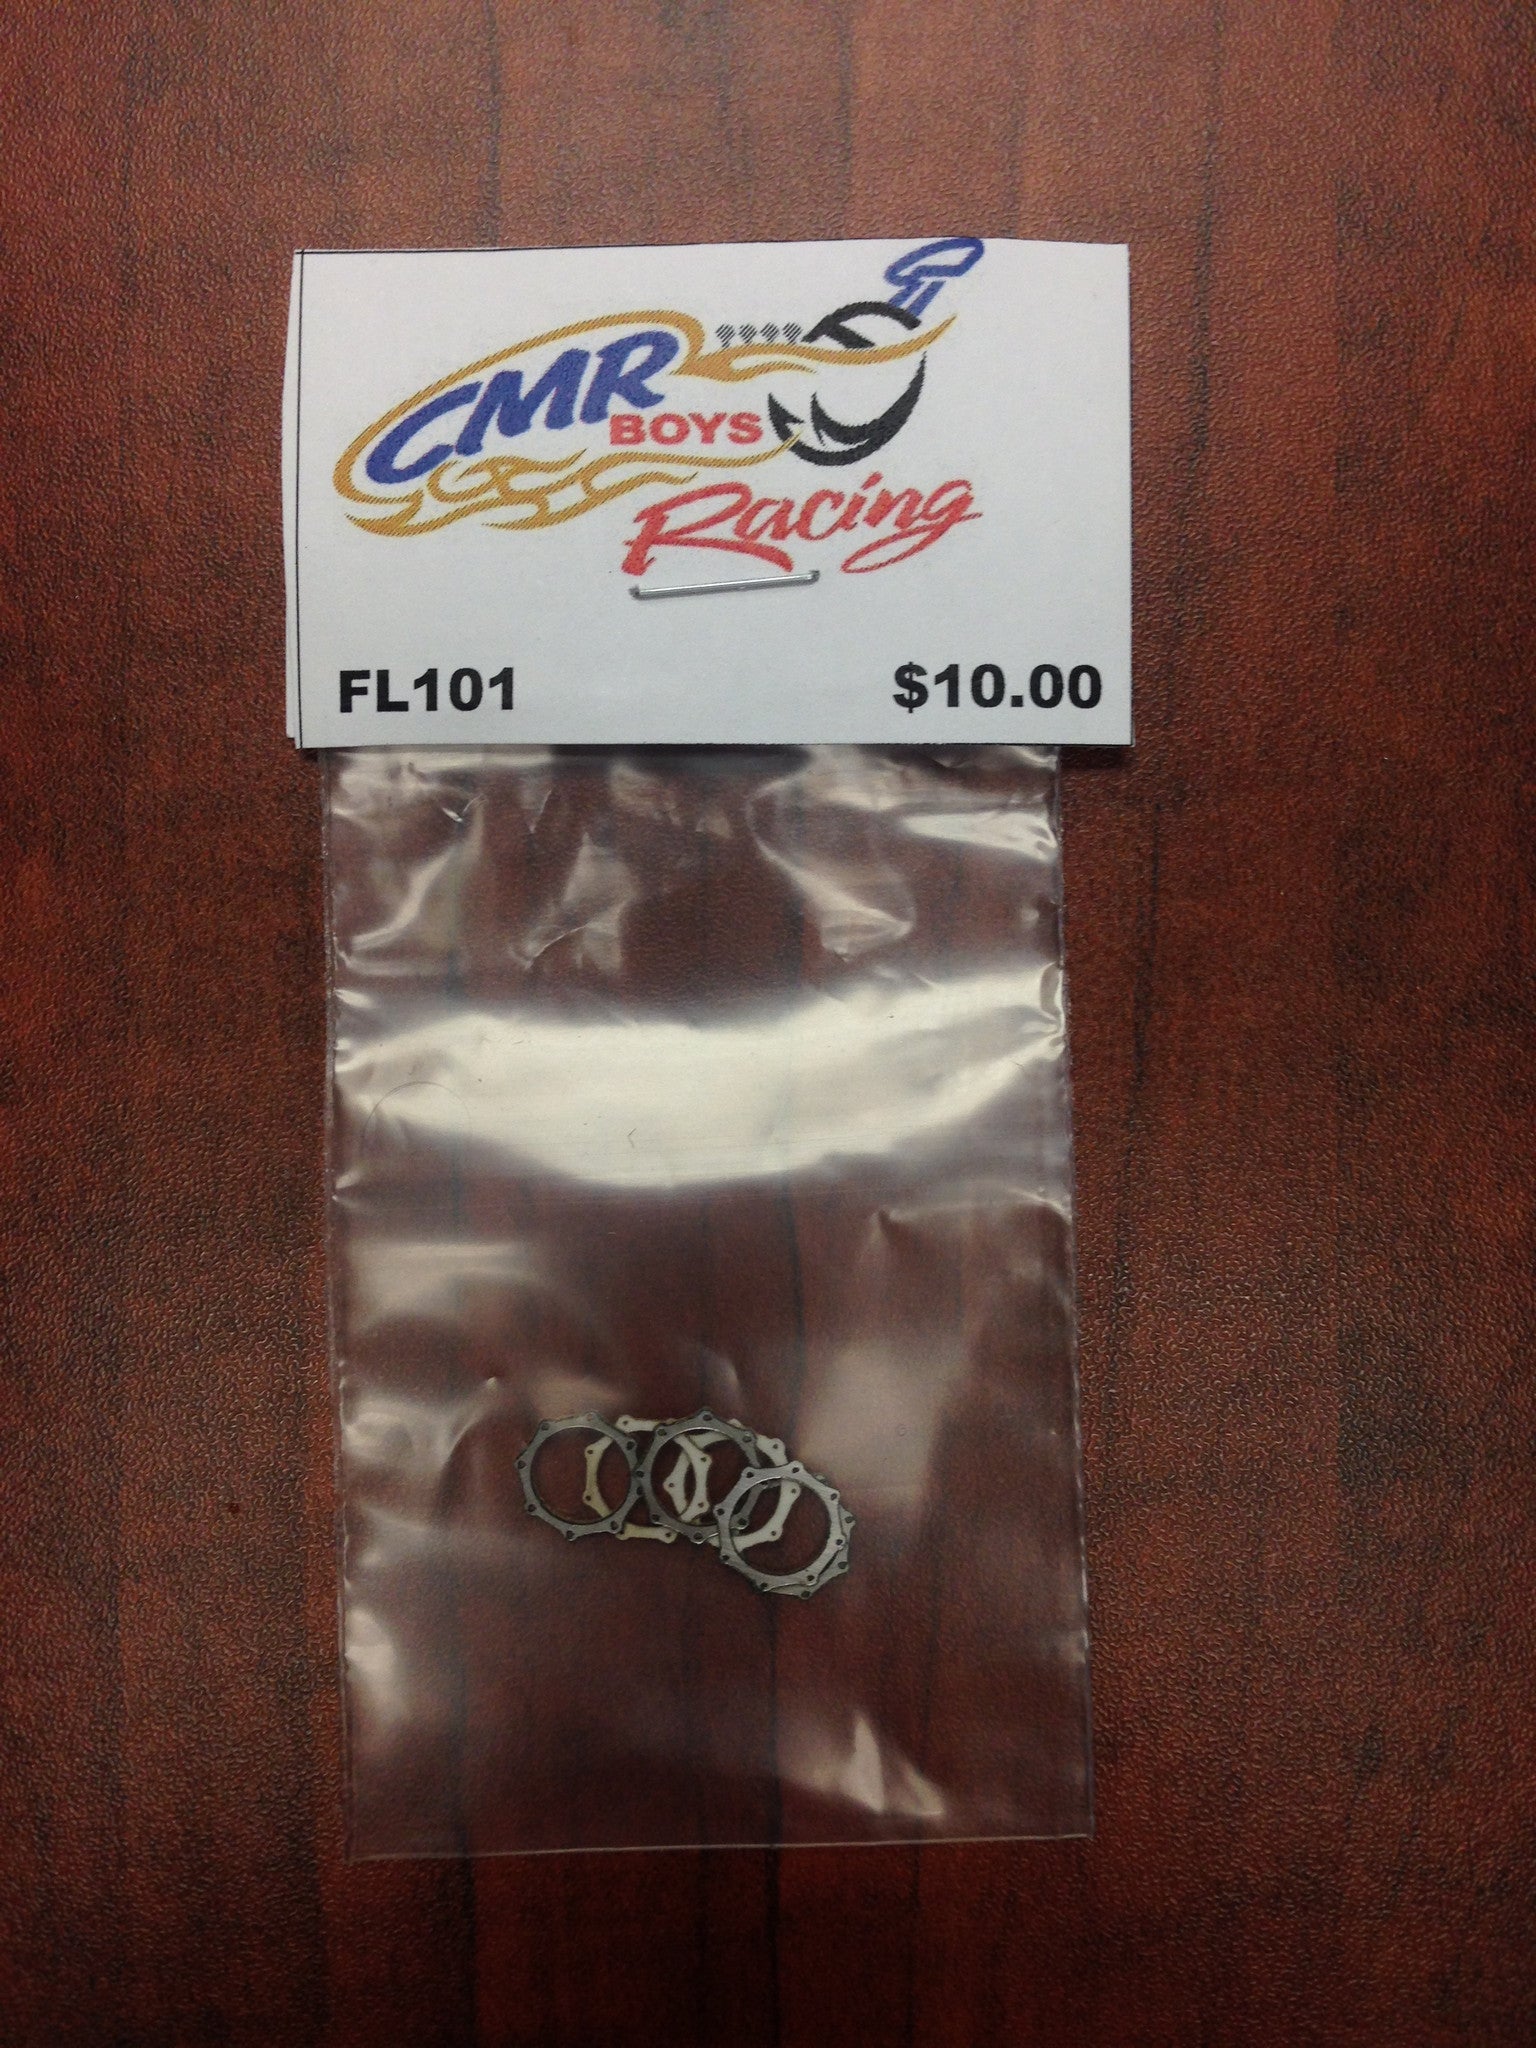 CMR
BOYS
Racing
FL101 $10.00